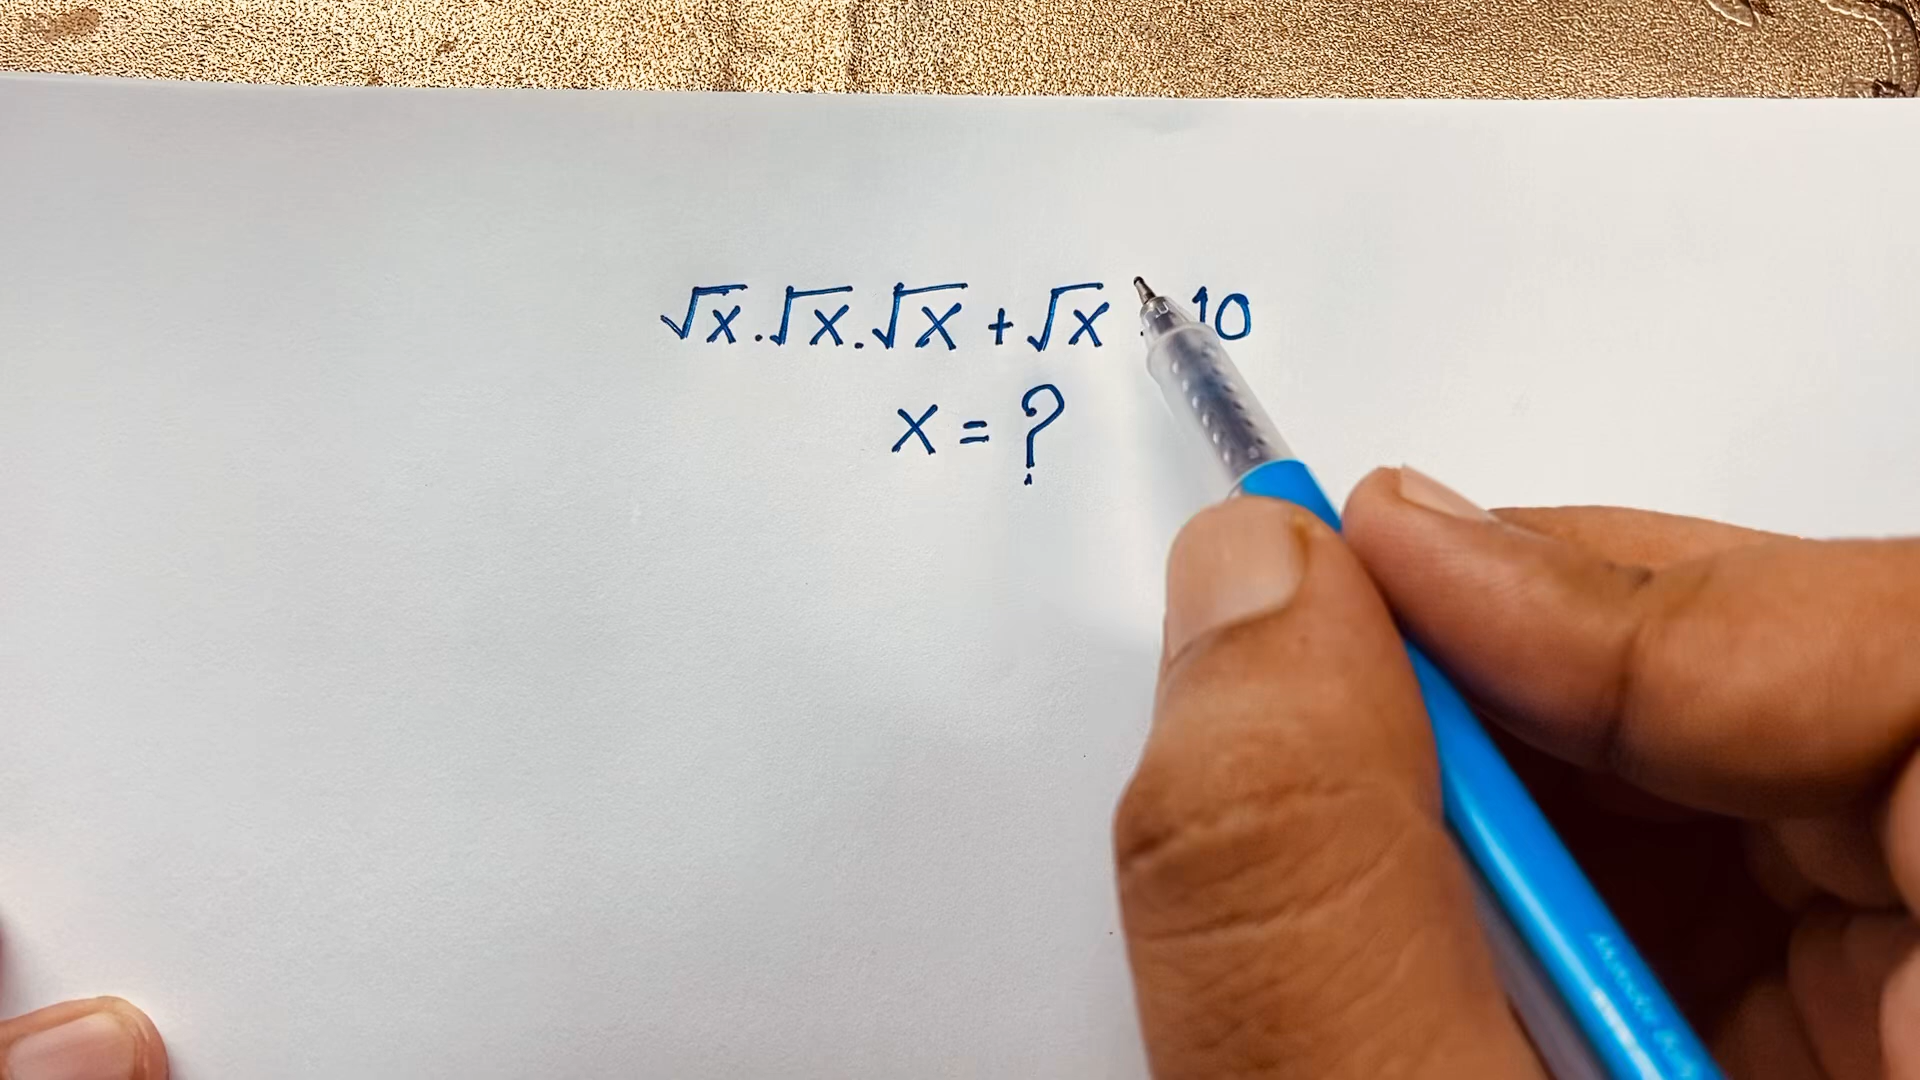 √x.√x.√x + √x = 10
x = ?